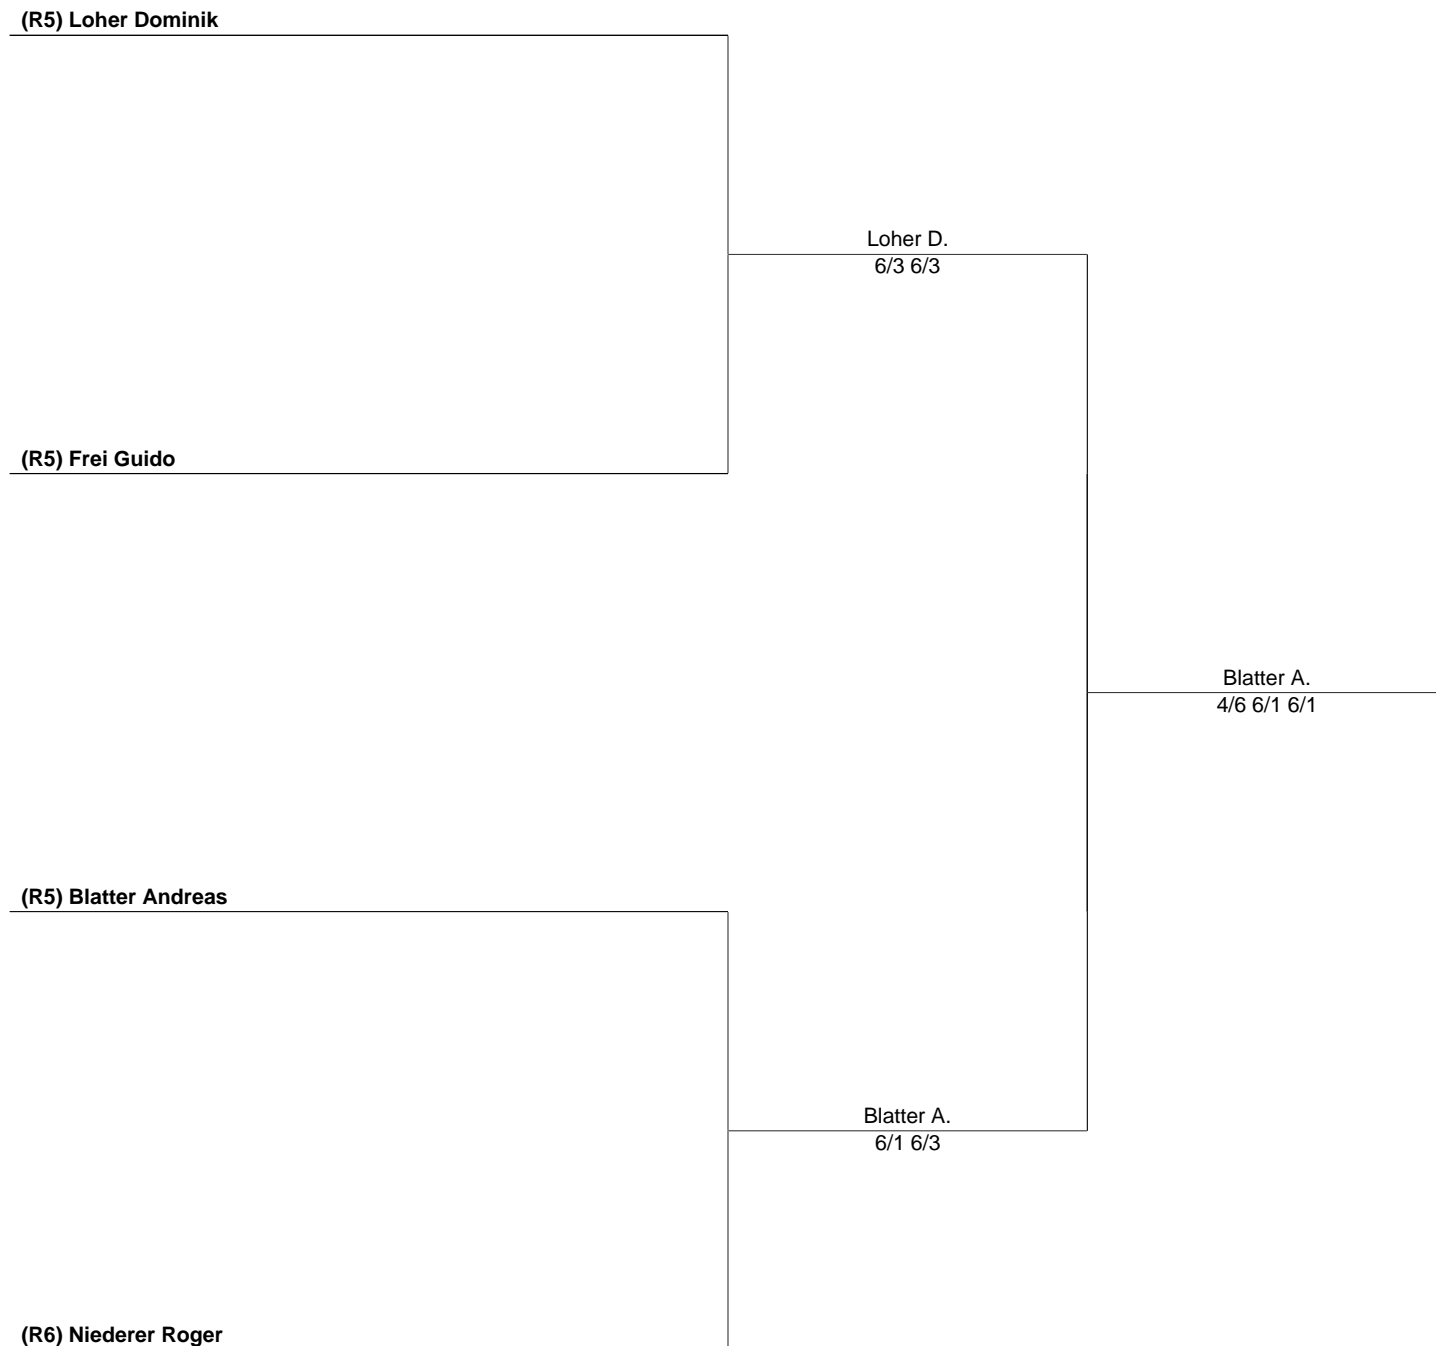 (R5) Loher Dominik
Loher D.
6/3 6/3
(R5) Frei Guido
Blatter A.
4/6 6/1 6/1
(R5) Blatter Andreas
Blatter A.
6/1 6/3
(R6) Niederer Roger